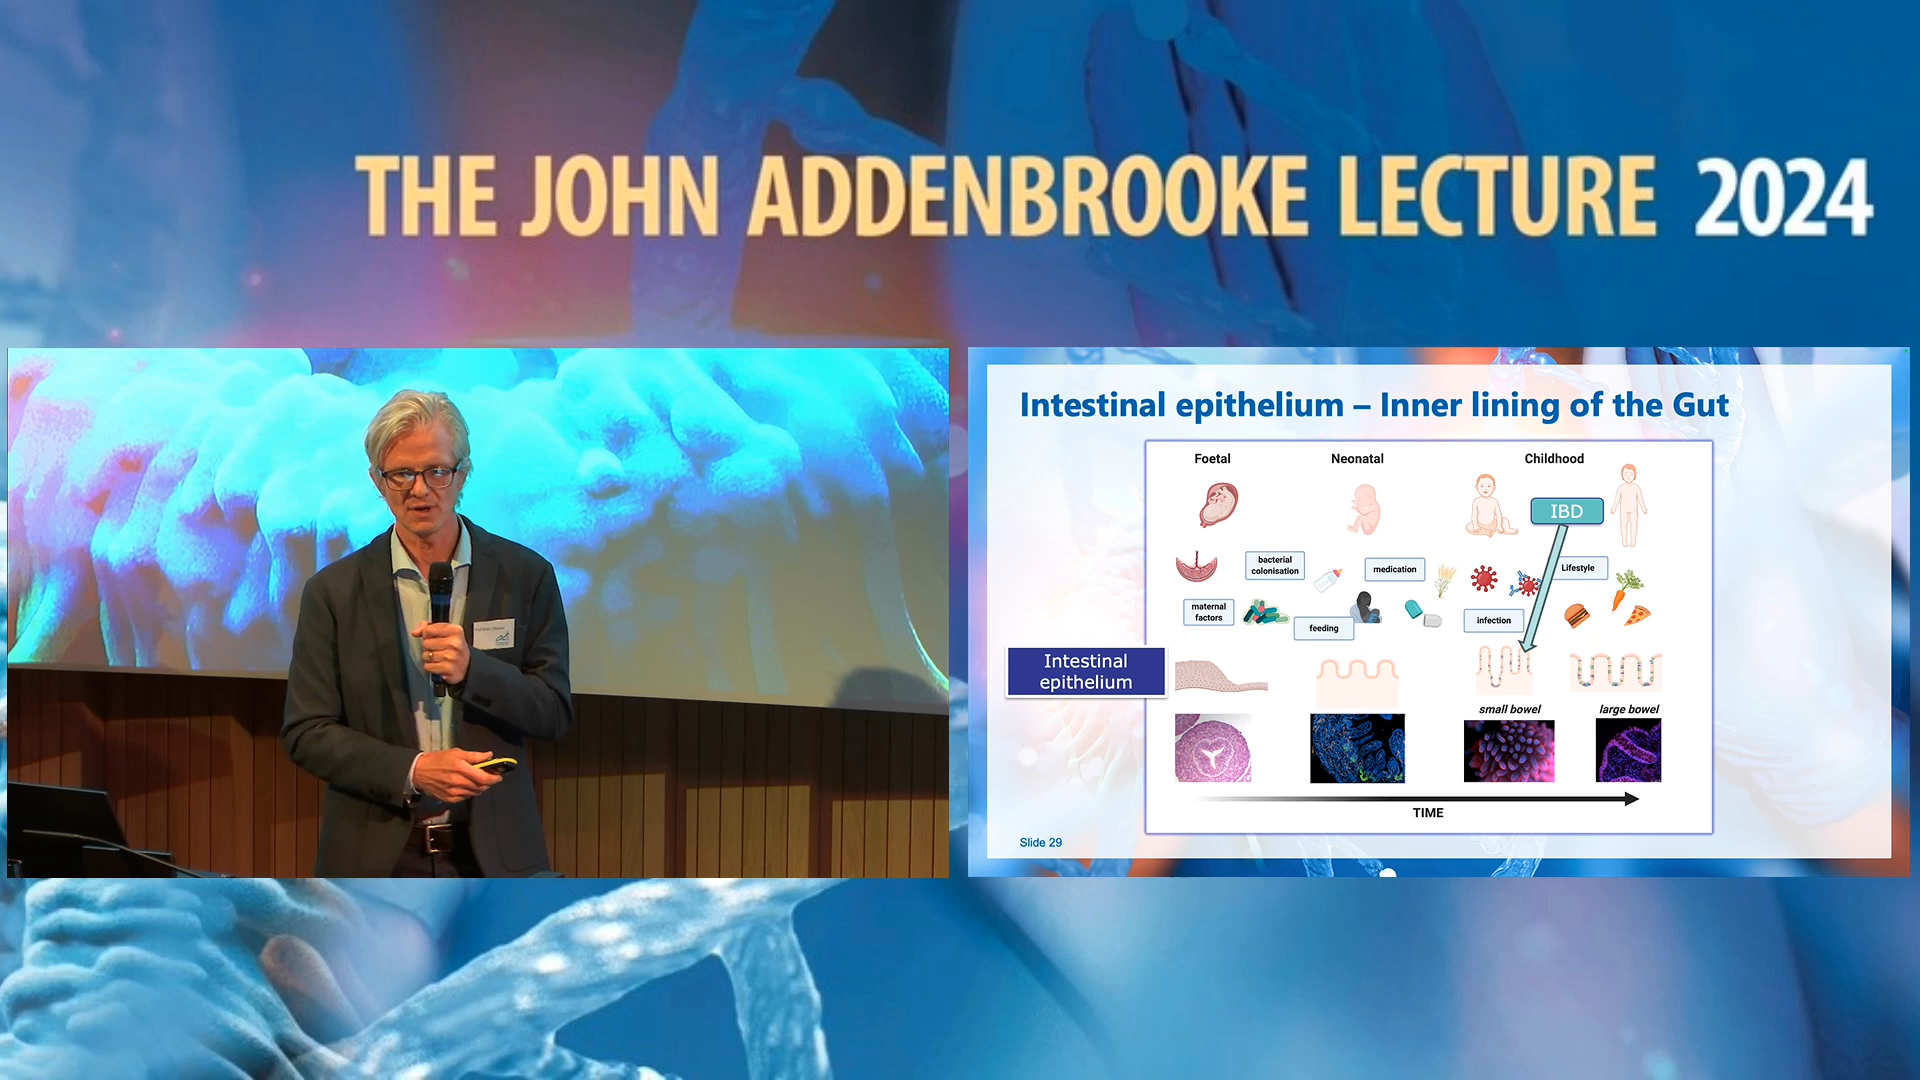 THE JOHN ADDENBROOKE LECTURE 2024
Intestinal epithelium – Inner lining of the Gut
Foetal
Neonatal
Childhood
IBD
bacterial
colonisation
medication
Lifestyle
maternal
factors
feeding
infection
Intestinal
epithelium
small bowel
large bowel
TIME
Slide 29